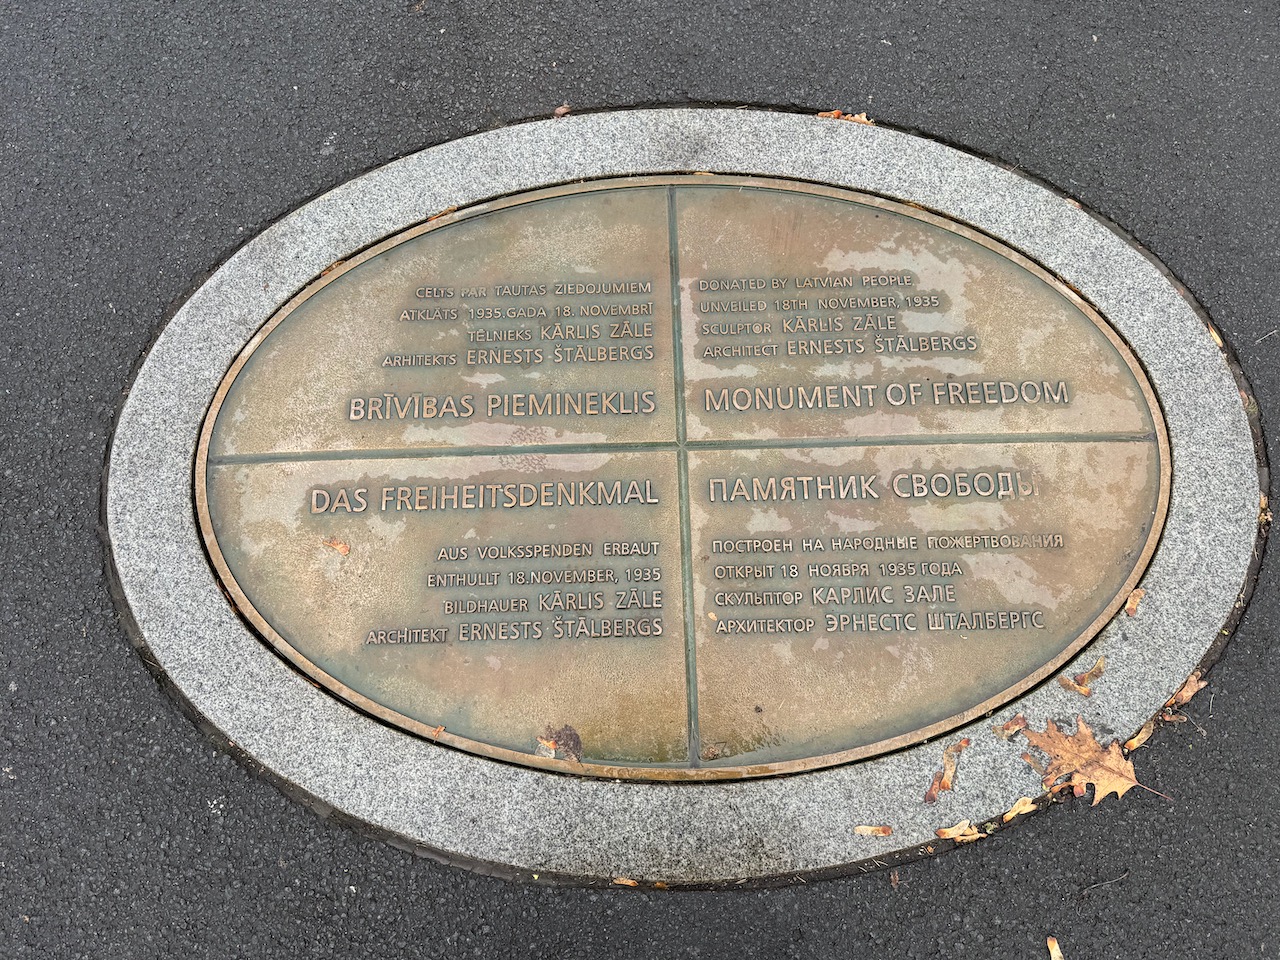 CELTS PAR TAUTAS ZIEDOJUMIEM
ATKLĀTS 1935.GADA 18.NOVEMBRĪ
TĒLNIEKS KĀRLIS ZĀLE
ARHITEKTS ERNESTS ŠTĀLBERGS
BRĪVĪBAS PIEMINEKLIS
DONATED BY LATVIAN PEOPLE
UNVEILED 18TH NOVEMBER, 1935
SCULPTOR KĀRLIS ZĀLE
ARCHITECT ERNESTS ŠTĀLBERGS
MONUMENT OF FREEDOM
DAS FREIHEITSDENKMAL
AUS VOLKSSPENDEN ERBAUT
ENTHULLT 18.NOVEMBER, 1935
BILDHAUER KĀRLIS ZĀLE
ARCHITEKT ERNESTS ŠTĀLBERGS
ПАМЯТНИК СВОБОДЫ
ПОСТРОЕН НА НАРОДНЫЕ ПОЖЕРТВОВАНИЯ
ОТКРЫТ 18 НОЯБРЯ 1935 ГОДА
СКУЛЬПТОР КАРЛИС ЗАЛЕ
АРХИТЕКТОР ЭРНЕСТС ШТАЛБЕРГС